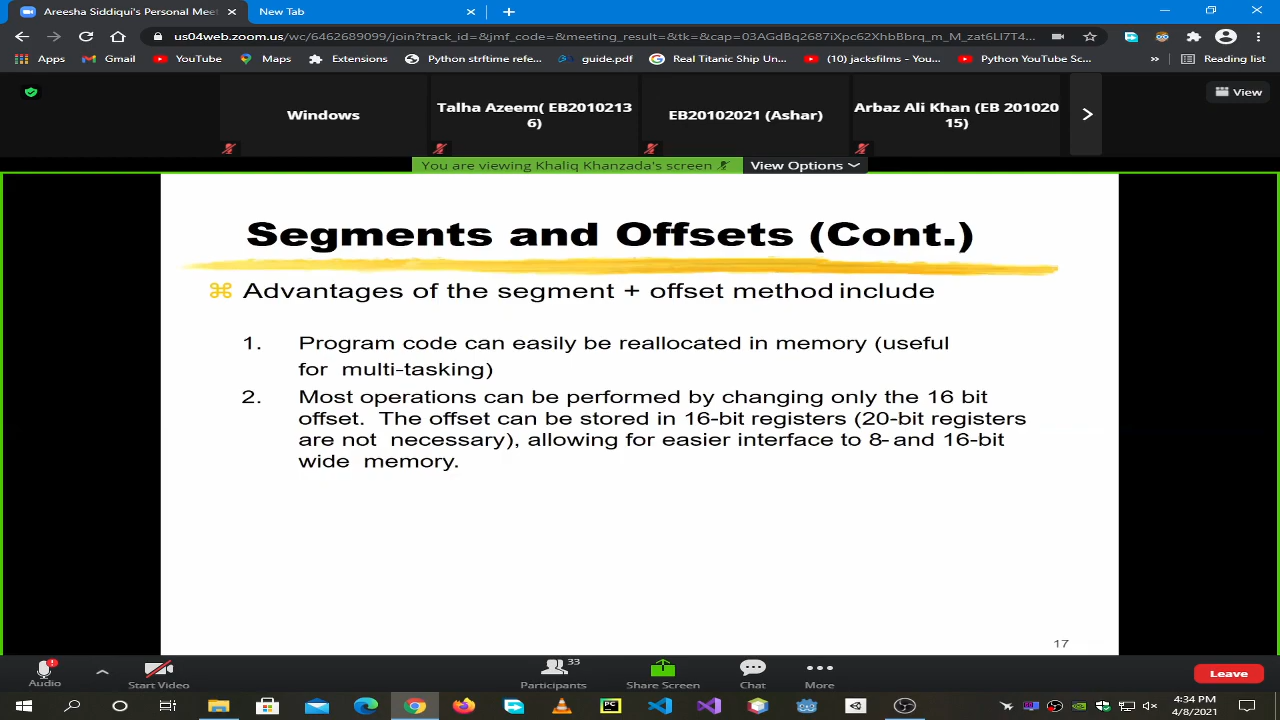 Areesha Siddiqui's Personal Mee
New Tab
us04web.zoom.us/wc/6462689099/join?track_id=&jmf_code=&meeting_result=&tk=&cap=03AGdBq2687iXpc62XhbBbrq_m_M_zat6LI7T4...
Apps
Gmail
YouTube
Maps
Extensions
Python strftime refe...
guide.pdf
Real Titanic Ship Un...
(10) jacksfilms - You...
Python YouTube Sc...
»
Reading list
Windows
Talha Azeem( EB2010213
6)
EB20102021 (Ashar)
Arbaz Ali Khan (EB 201020
15)
View
You are viewing Khaliq Khanzada's screen
View Options
Segments and Offsets (Cont.)
Advantages of the segment + offset method include
1. Program code can easily be reallocated in memory (useful
for multi-tasking)
2. Most operations can be performed by changing only the 16 bit
offset. The offset can be stored in 16-bit registers (20-bit registers
are not necessary), allowing for easier interface to 8- and 16-bit
wide memory.
17
Audio
Start Video
33
Participants
Share Screen
Chat
More
Leave
4:34 PM
4/8/2021